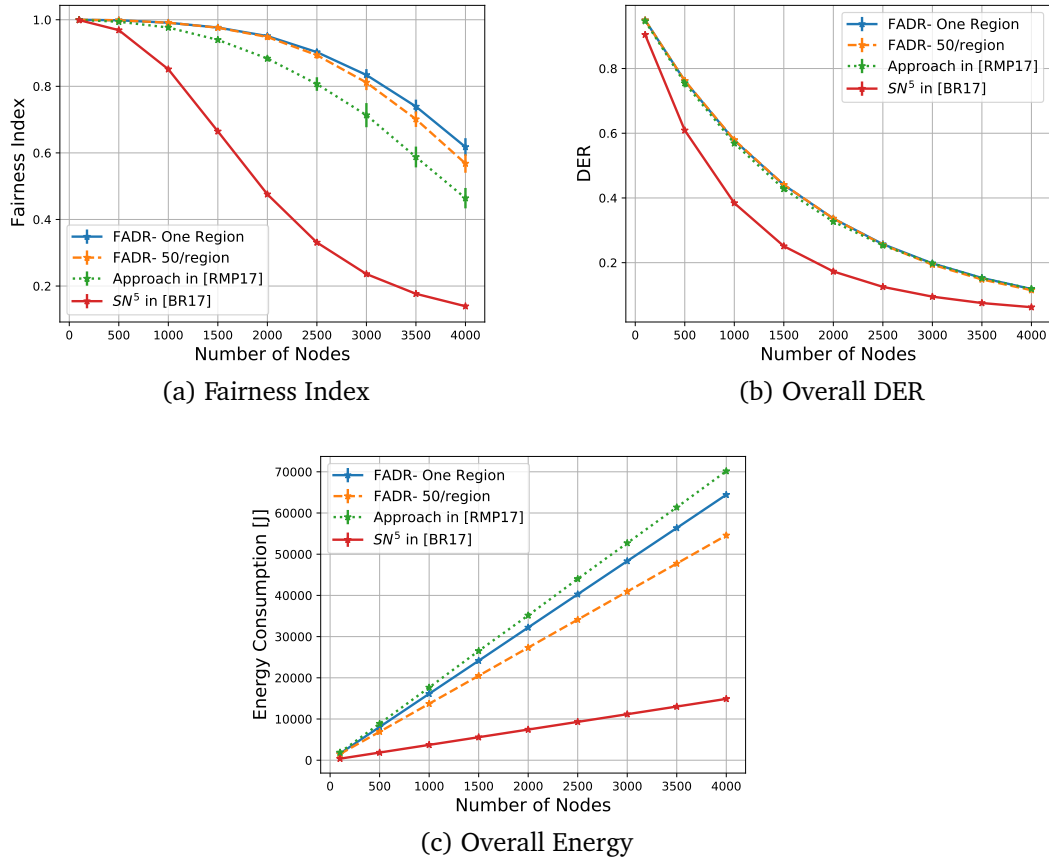 1.0
0.8
0.6
0.4
0.2
Fairness Index
FADR- One Region
FADR- 50/region
Approach in [RMP17]
SN⁵ in [BR17]
0 500 1000 1500 2000 2500 3000 3500 4000
Number of Nodes
(a) Fairness Index
0.8
0.6
0.4
0.2
DER
FADR- One Region
FADR- 50/region
Approach in [RMP17]
SN⁵ in [BR17]
0 500 1000 1500 2000 2500 3000 3500 4000
Number of Nodes
(b) Overall DER
70000
60000
50000
40000
30000
20000
10000
0
Energy Consumption [J]
FADR- One Region
FADR- 50/region
Approach in [RMP17]
SN⁵ in [BR17]
0 500 1000 1500 2000 2500 3000 3500 4000
Number of Nodes
(c) Overall Energy